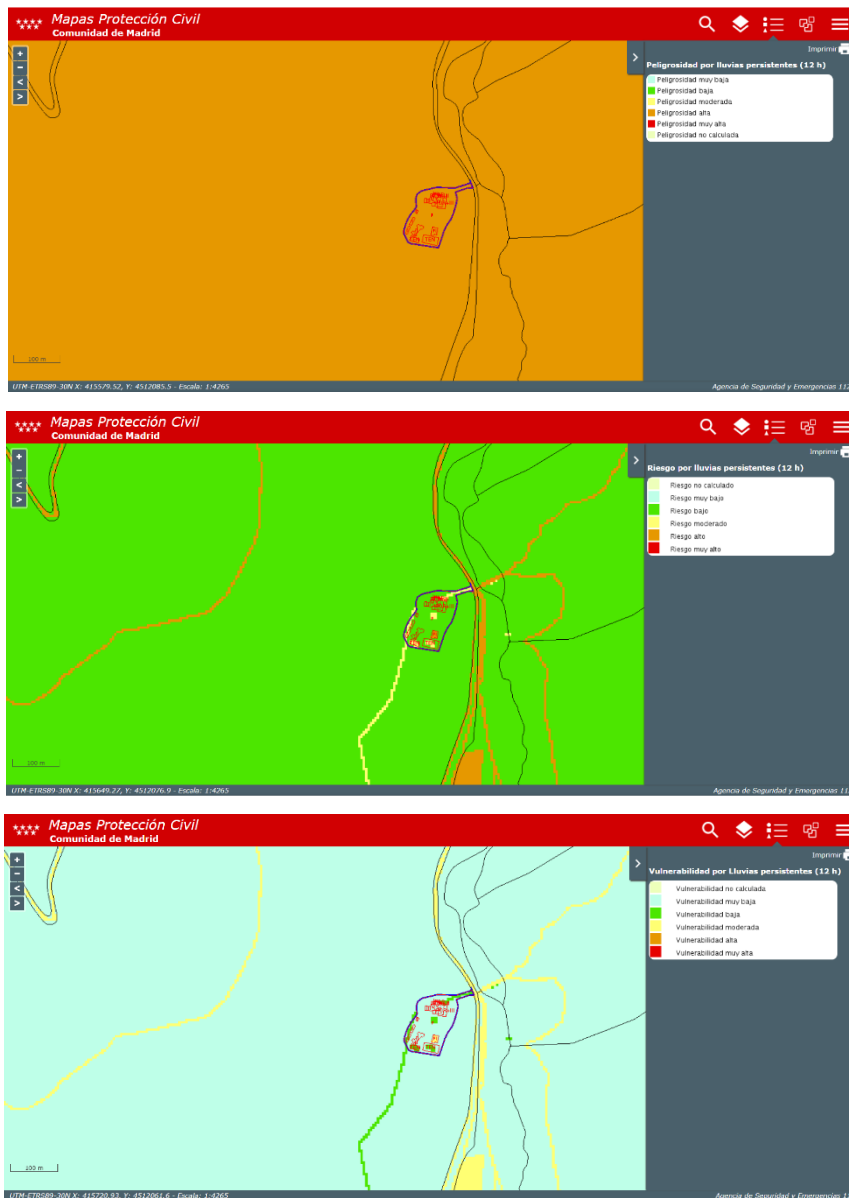 Mapas Protección Civil
Comunidad de Madrid
Imprimir
+
−
<
>
>
Peligrosidad por lluvias persistentes (12 h)
Peligrosidad muy baja
Peligrosidad baja
Peligrosidad moderada
Peligrosidad alta
Peligrosidad muy alta
Peligrosidad no calculada
100 m
UTM-ETRS89-30N X: 415579.52, Y: 4512085.5 - Escala: 1:4265
Agencia de Seguridad y Emergencias 112
Mapas Protección Civil
Comunidad de Madrid
Imprimir
+
−
<
>
>
Riesgo por lluvias persistentes (12 h)
Riesgo no calculado
Riesgo muy bajo
Riesgo bajo
Riesgo moderado
Riesgo alto
Riesgo muy alto
100 m
UTM-ETRS89-30N X: 415649.27, Y: 4512076.9 - Escala: 1:4265
Agencia de Seguridad y Emergencias 11
Mapas Protección Civil
Comunidad de Madrid
Imprimir
+
−
<
>
>
Vulnerabilidad por Lluvias persistentes (12 h)
Vulnerabilidad no calculada
Vulnerabilidad muy baja
Vulnerabilidad baja
Vulnerabilidad moderada
Vulnerabilidad alta
Vulnerabilidad muy alta
100 m
UTM-ETRS89-30N X: 415720.93, Y: 4512061.6 - Escala: 1:4265
Agencia de Seguridad y Emergencias 11